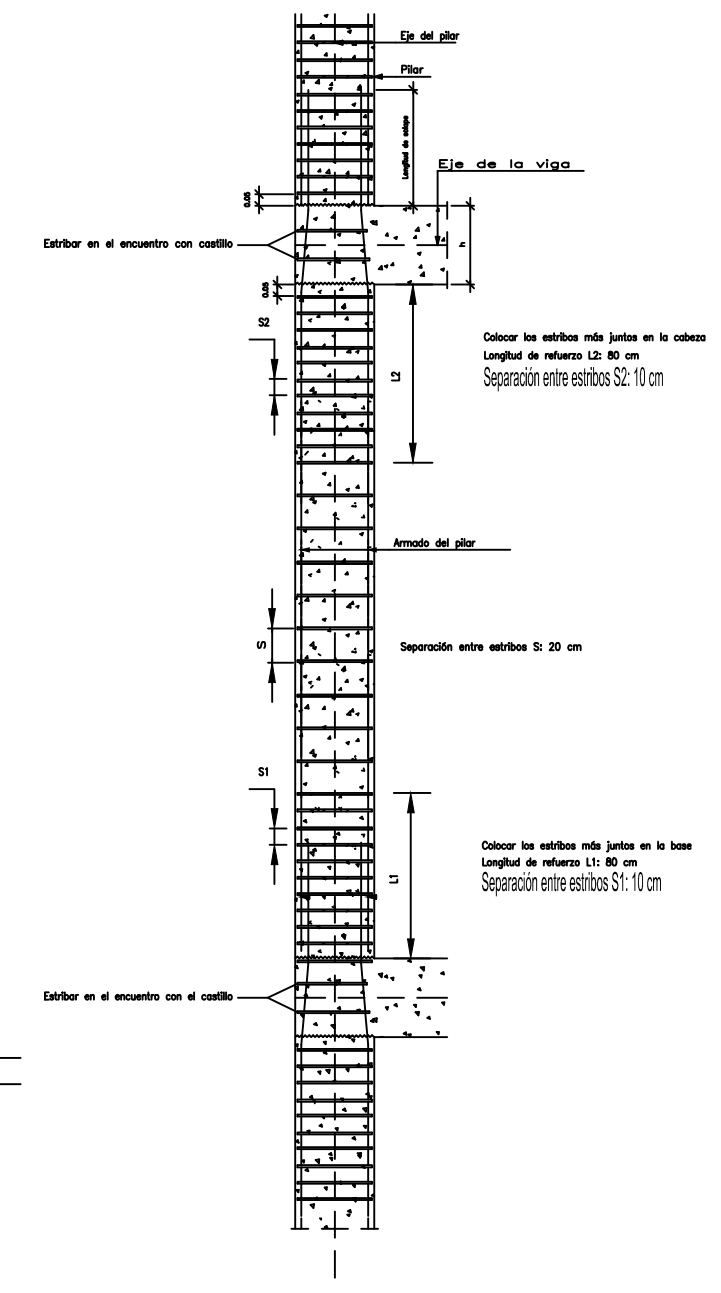 Eje del pilar
Pilar
Longitud de solape
Eje de la viga
0.05
Estribar en el encuentro con castillo
h
0.05
S2
Colocar los estribos más juntos en la cabeza
Longitud de refuerzo L2: 80 cm
Separación entre estribos S2: 10 cm
L2
Armado del pilar
S
Separación entre estribos S: 20 cm
S1
Colocar los estribos más juntos en la base
Longitud de refuerzo L1: 80 cm
Separación entre estribos S1: 10 cm
L1
Estribar en el encuentro con el castillo